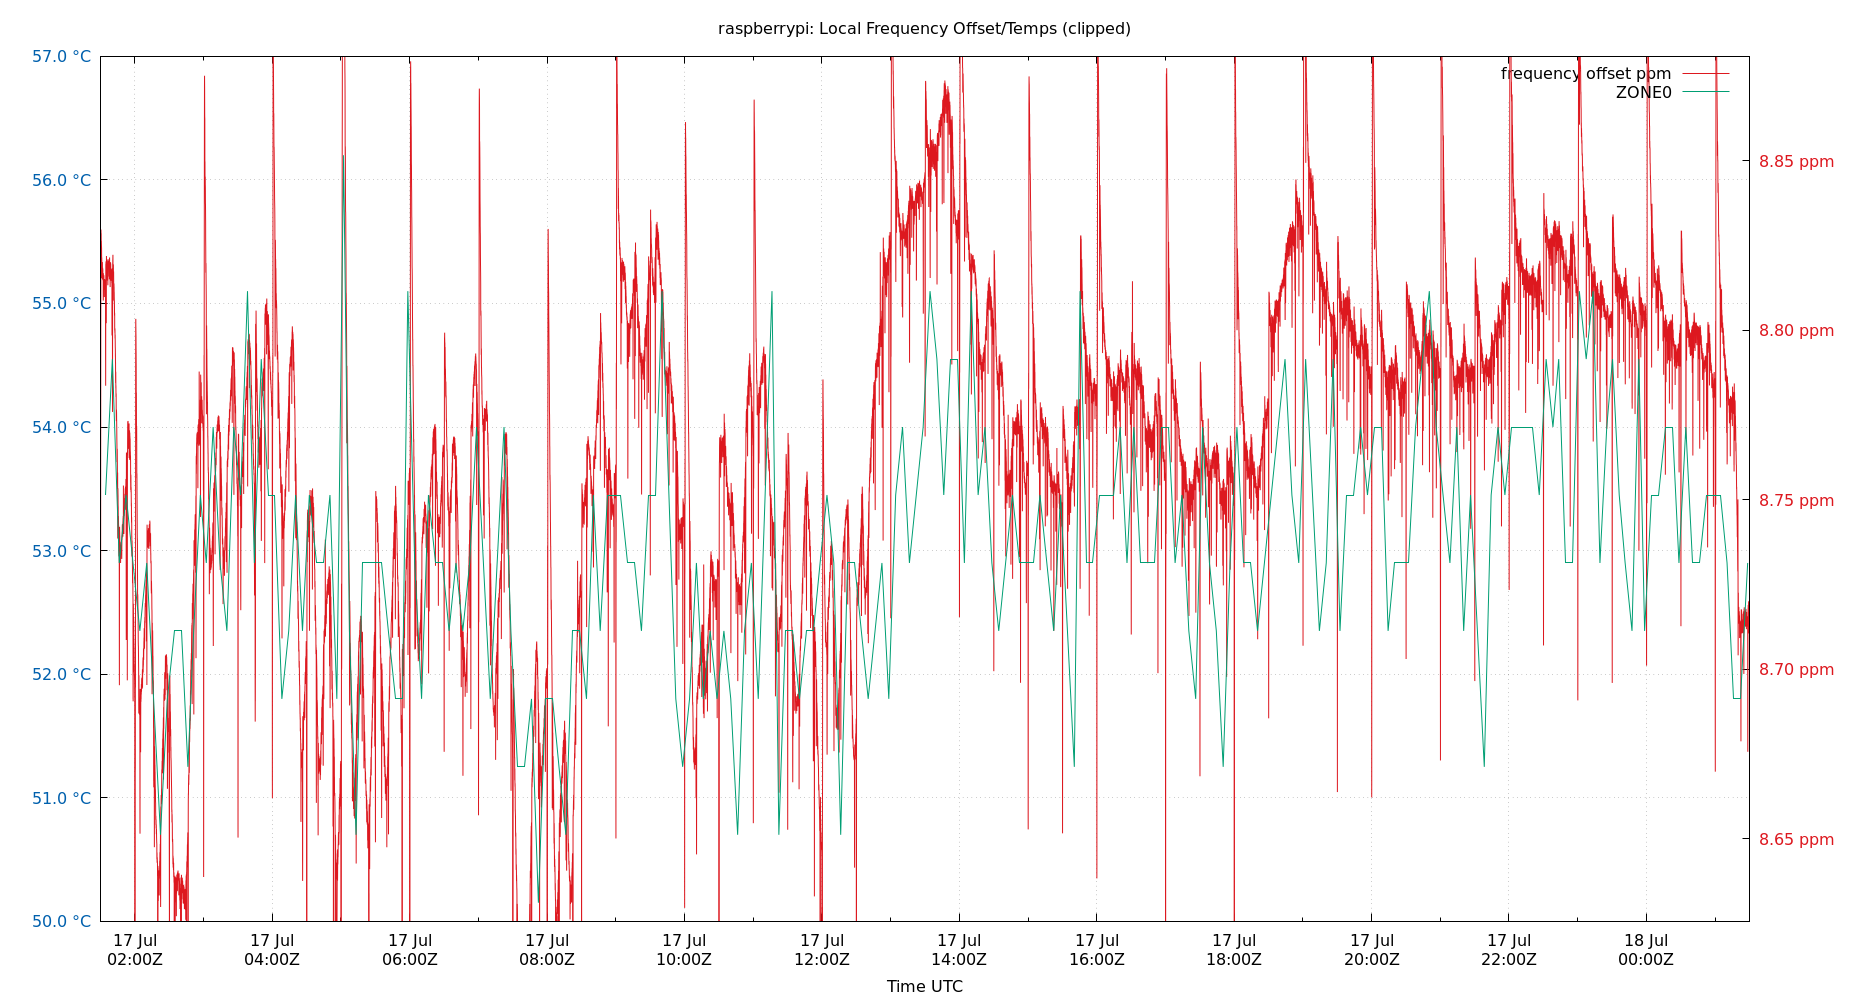 raspberrypi: Local Frequency Offset/Temps (clipped)
57.0 °C
56.0 °C
55.0 °C
54.0 °C
53.0 °C
52.0 °C
51.0 °C
50.0 °C
frequency offset ppm
ZONE0
8.85 ppm
8.80 ppm
8.75 ppm
8.70 ppm
8.65 ppm
17 Jul 17 Jul 17 Jul 17 Jul 17 Jul 17 Jul 17 Jul 17 Jul 17 Jul 17 Jul 17 Jul 18 Jul
02:00Z 04:00Z 06:00Z 08:00Z 10:00Z 12:00Z 14:00Z 16:00Z 18:00Z 20:00Z 22:00Z 00:00Z
Time UTC